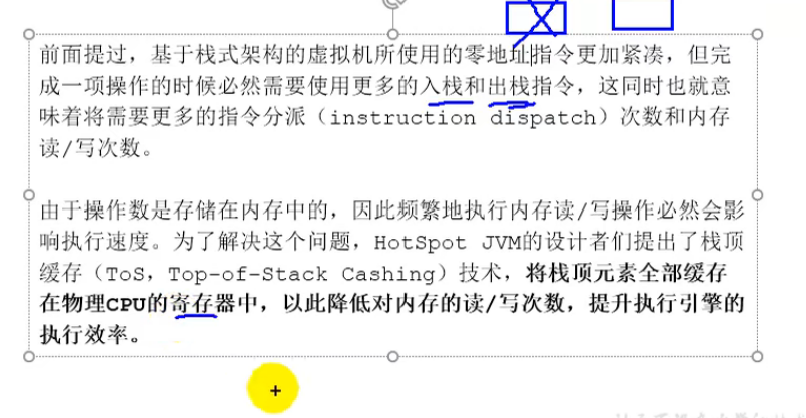 前面提过，基于栈式架构的虚拟机所使用的零地址指令更加紧凑，但完
成一项操作的时候必然需要使用更多的入栈和出栈指令，这同时也就意
味着将需要更多的指令分派（instruction dispatch）次数和内存
读/写次数。
由于操作数是存储在内存中的，因此频繁地执行内存读/写操作必然会影
响执行速度。为了解决这个问题，HotSpot JVM的设计者们提出了栈顶
缓存（ToS，Top-of-Stack Cashing）技术，将栈顶元素全部缓存
在物理CPU的寄存器中，以此降低对内存的读/写次数，提升执行引擎的
执行效率。